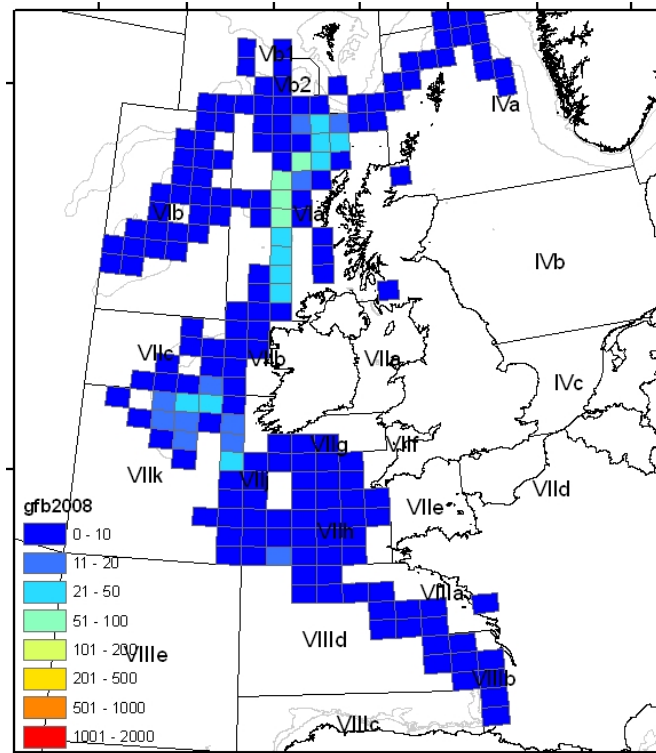 Vb1
Vb2
IVa
VIb
VIa
IVb
VIIc
VIIb
VIIa
IVc
VIIg
VIIf
VIIk
VIIj
VIIe
VIId
VIIh
gfb2008
0 - 10
11 - 20
21 - 50
51 - 100
101 - 200
201 - 500
501 - 1000
1001 - 2000
VIIIa
VIIId
VIIIe
VIIIb
VIIIc